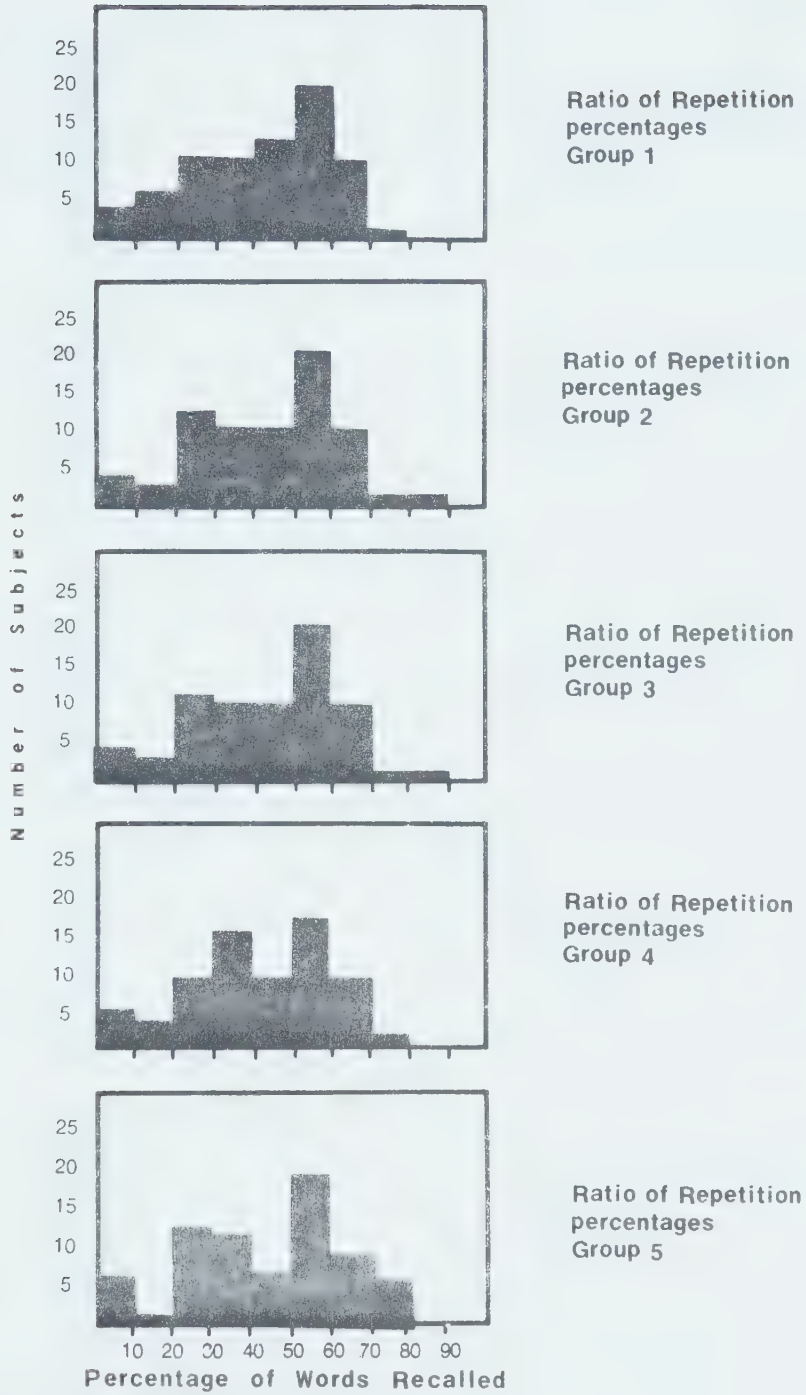 25
20
15
10
5
Ratio of Repetition
percentages
Group 1
25
20
15
10
5
Ratio of Repetition
percentages
Group 2
25
20
15
10
5
Ratio of Repetition
percentages
Group 3
25
20
15
10
5
Ratio of Repetition
percentages
Group 4
25
20
15
10
5
Ratio of Repetition
percentages
Group 5
Number of Subjects
10 20 30 40 50 60 70 80 90
Percentage of Words Recalled